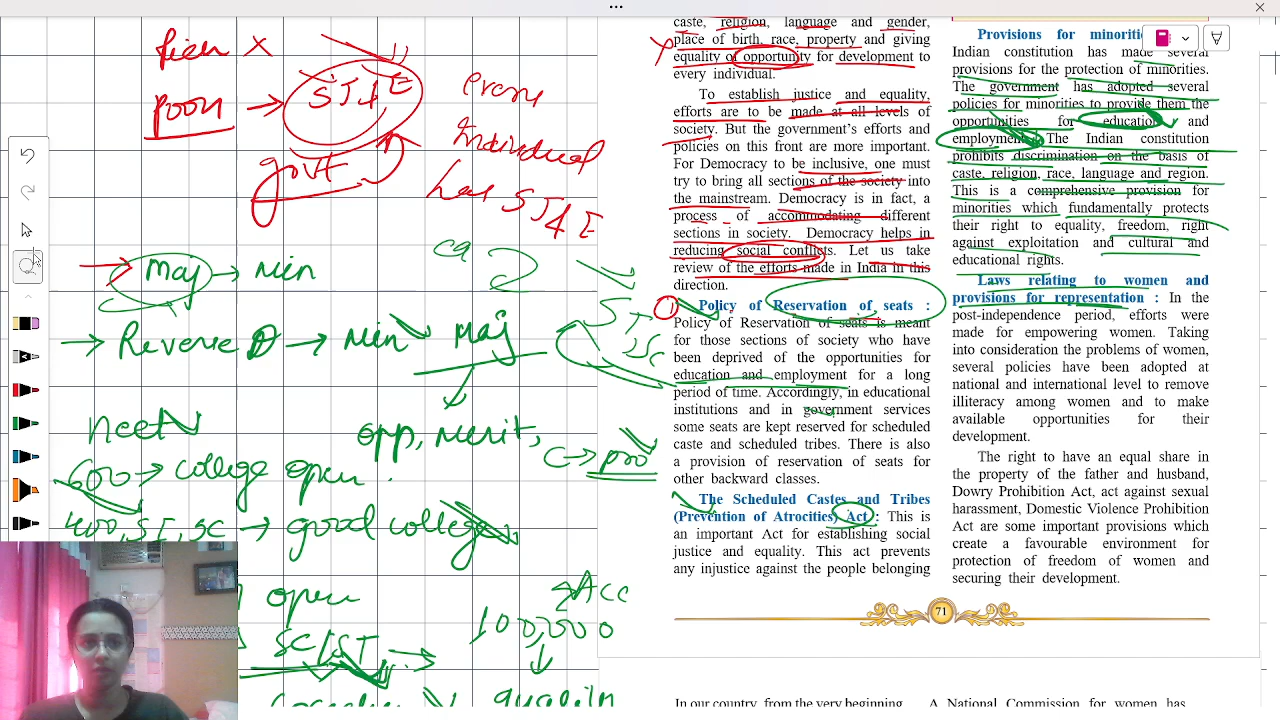 rich X
poor → STJ & E
govt
every
individual
has STJ & E
→ Maj → Min
→ Reverse D → Min Maj
neet
opp, merit,
600 → college open.
C → pro
400, ST, SC → good college
ST
SC
open
SC/ST
ACC
100,000
caste, religion, language and gender,
place of birth, race, property and giving
equality of opportunity for development to
every individual.
To establish justice and equality,
efforts are to be made at all levels of
society. But the government's efforts and
policies on this front are more important.
For Democracy to be inclusive, one must
try to bring all sections of the society into
the mainstream. Democracy is in fact, a
process of accommodating different
sections in society. Democracy helps in
reducing social conflicts. Let us take
review of the efforts made in India in this
direction.
1 Policy of Reservation of seats :
Policy of Reservation of seats is meant
for those sections of society who have
been deprived of the opportunities for
education and employment for a long
period of time. Accordingly, in educational
institutions and in government services
some seats are kept reserved for scheduled
caste and scheduled tribes. There is also
a provision of reservation of seats for
other backward classes.
The Scheduled Castes and Tribes
(Prevention of Atrocities) Act : This is
an important Act for establishing social
justice and equality. This act prevents
any injustice against the people belonging
Provisions for minorit
Indian constitution has made several
provisions for the protection of minorities.
The government has adopted several
policies for minorities to provide them the
opportunities for education and
employment. The Indian constitution
prohibits discrimination on the basis of
caste, religion, race, language and region.
This is a comprehensive provision for
minorities which fundamentally protects
their right to equality, freedom, right
against exploitation and cultural and
educational rights.
Laws relating to women and
provisions for representation : In the
post-independence period, efforts were
made for empowering women. Taking
into consideration the problems of women,
several policies have been adopted at
national and international level to remove
illiteracy among women and to make
available opportunities for their
development.
The right to have an equal share in
the property of the father and husband,
Dowry Prohibition Act, act against sexual
harassment, Domestic Violence Prohibition
Act are some important provisions which
create a favourable environment for
protection of freedom of women and
securing their development.
71
In our country, from the very beginning
A National Commission for women has